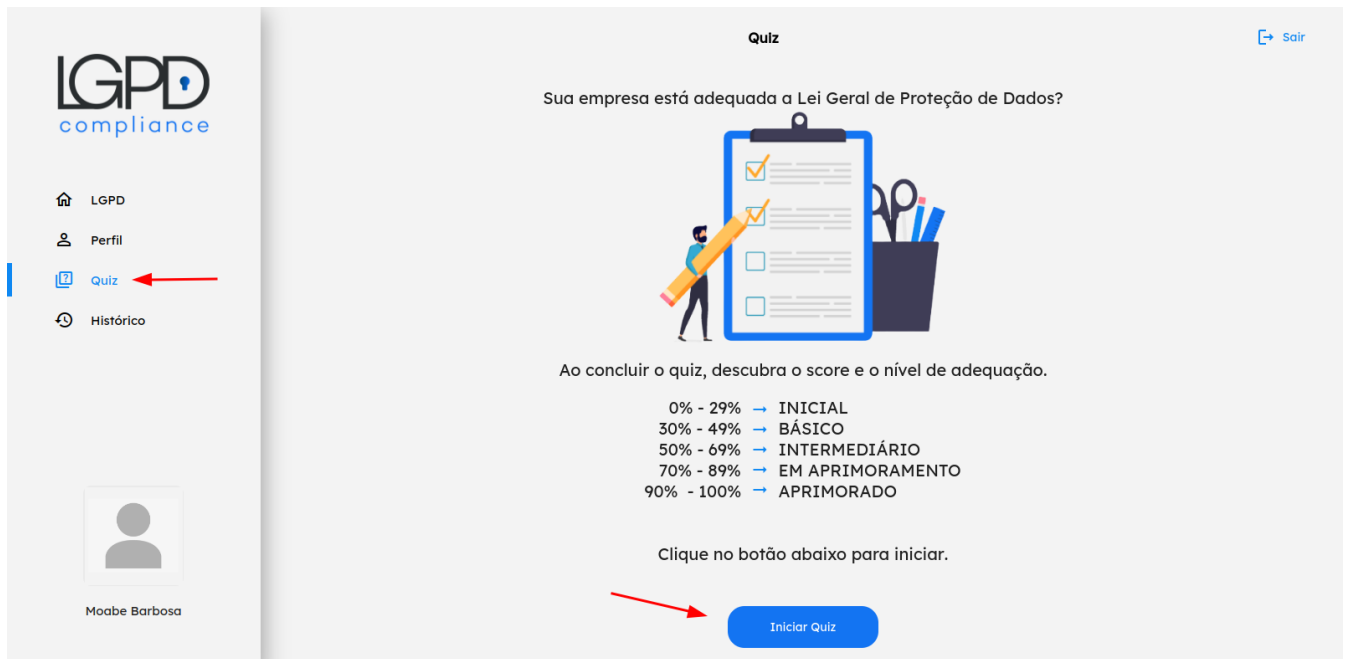 LGPD
compliance
LGPD
Perfil
Quiz
Histórico
Moabe Barbosa
Quiz
Sair
Sua empresa está adequada a Lei Geral de Proteção de Dados?
Ao concluir o quiz, descubra o score e o nível de adequação.
0% - 29% → INICIAL
30% - 49% → BÁSICO
50% - 69% → INTERMEDIÁRIO
70% - 89% → EM APRIMORAMENTO
90% - 100% → APRIMORADO
Clique no botão abaixo para iniciar.
Iniciar Quiz